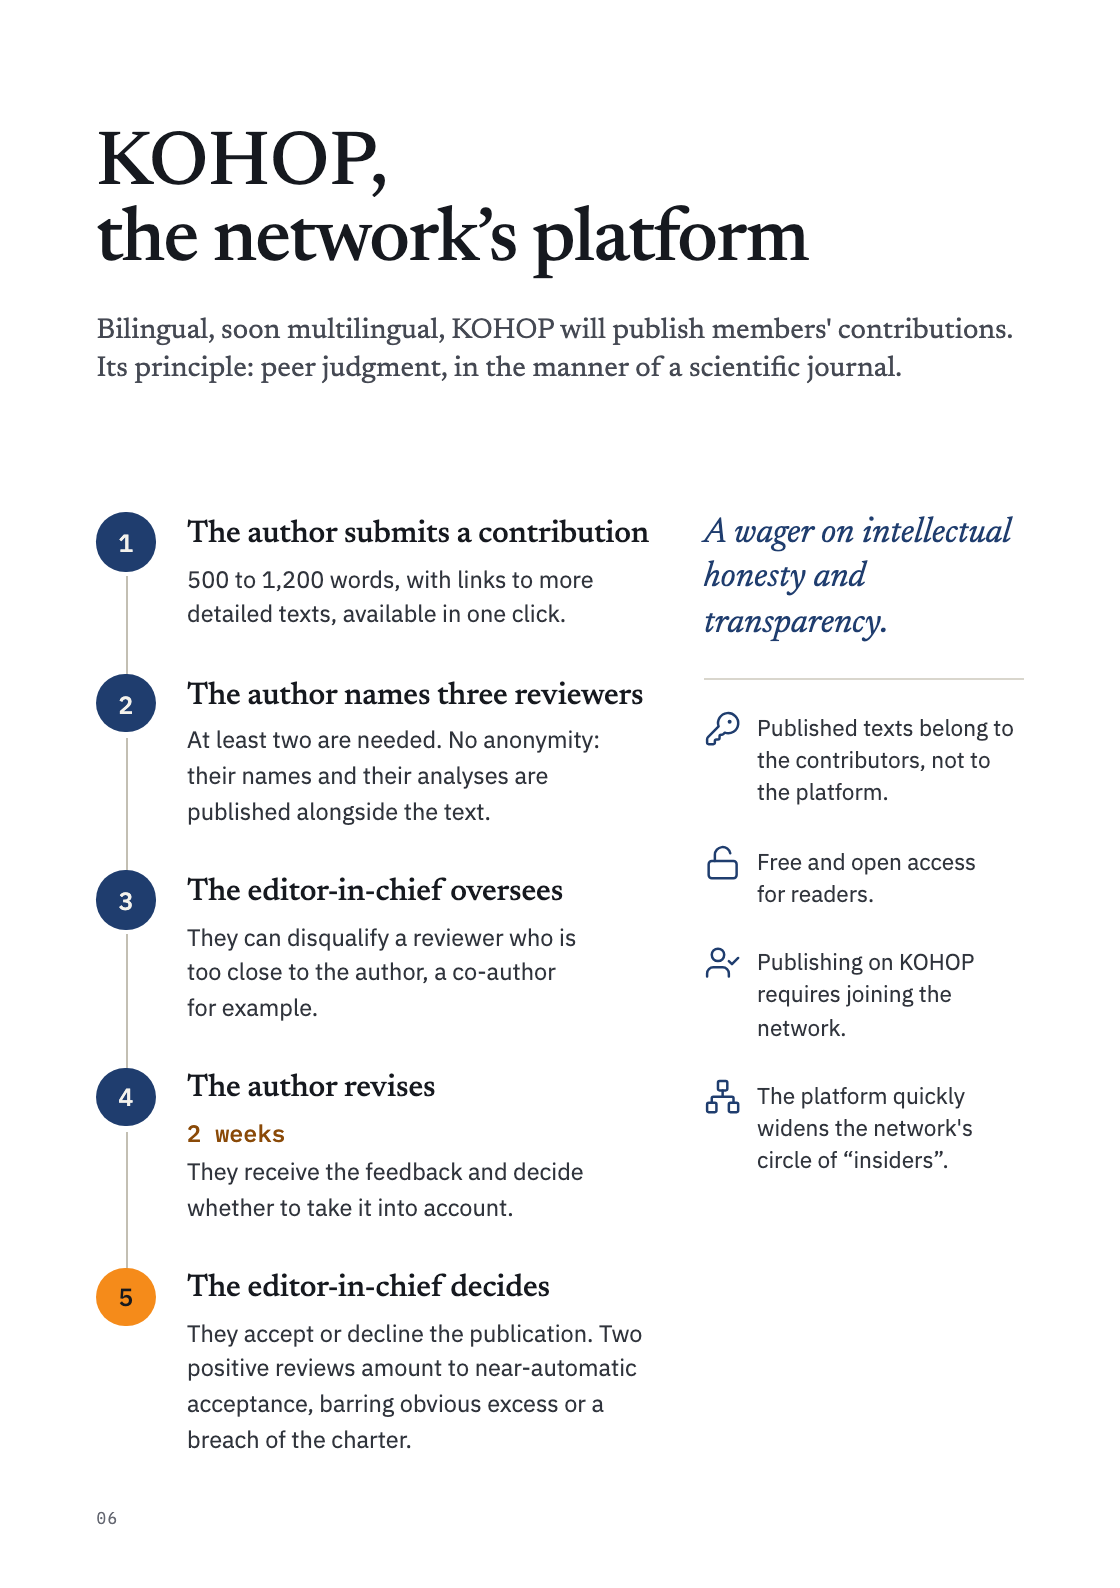 KOHOP,
the network’s platform
Bilingual, soon multilingual, KOHOP will publish members' contributions.
Its principle: peer judgment, in the manner of a scientific journal.
1
The author submits a contribution
500 to 1,200 words, with links to more
detailed texts, available in one click.
2
The author names three reviewers
At least two are needed. No anonymity:
their names and their analyses are
published alongside the text.
3
The editor-in-chief oversees
They can disqualify a reviewer who is
too close to the author, a co-author
for example.
4
The author revises
2 weeks
They receive the feedback and decide
whether to take it into account.
5
The editor-in-chief decides
They accept or decline the publication. Two
positive reviews amount to near-automatic
acceptance, barring obvious excess or a
breach of the charter.
A wager on intellectual
honesty and
transparency.
Published texts belong to
the contributors, not to
the platform.
Free and open access
for readers.
Publishing on KOHOP
requires joining the
network.
The platform quickly
widens the network's
circle of “insiders”.
06